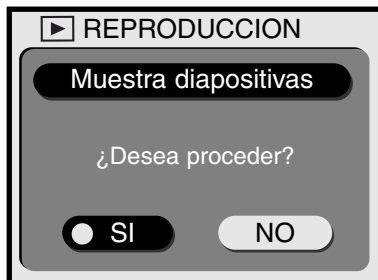 REPRODUCCION
Muestra diapositivas
¿Desea proceder?
SI
NO